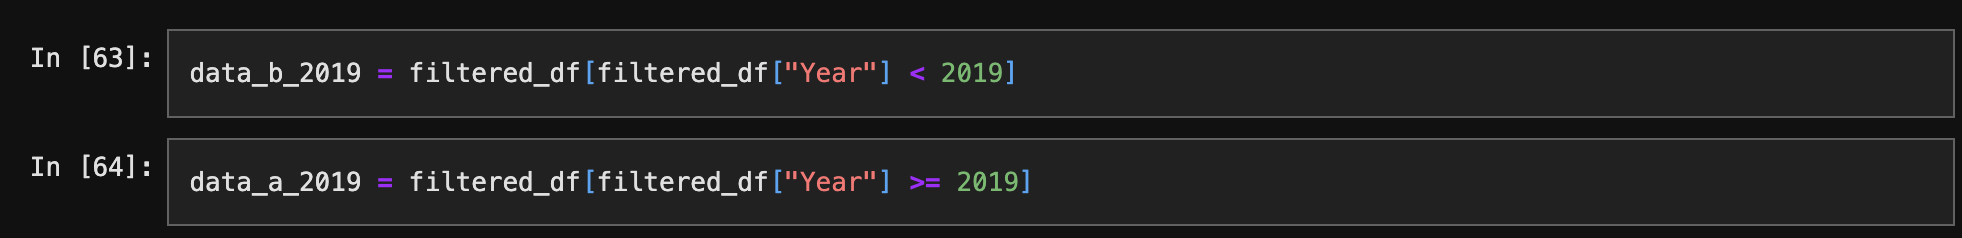 In [63]: data_b_2019 = filtered_df[filtered_df["Year"] < 2019]
In [64]: data_a_2019 = filtered_df[filtered_df["Year"] >= 2019]